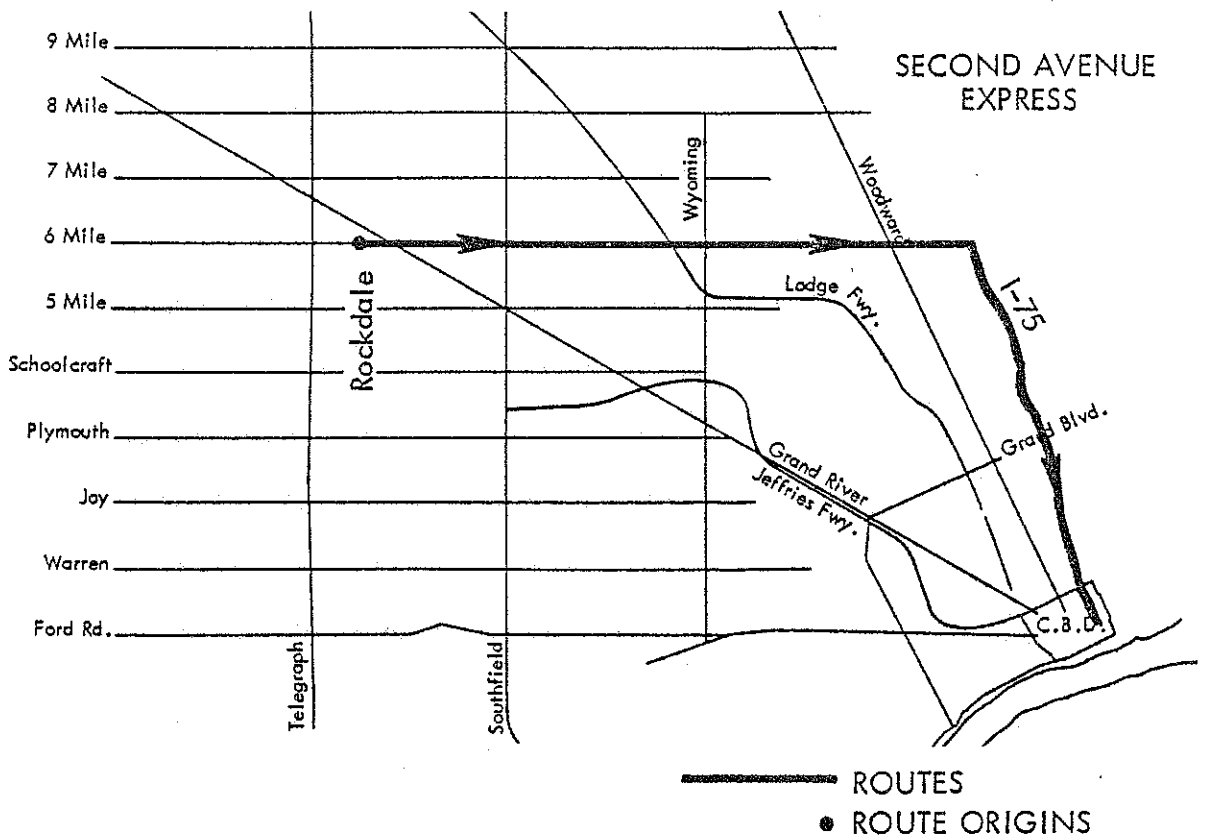 9 Mile
SECOND AVENUE
EXPRESS
8 Mile
7 Mile
Wyoming
Woodward
6 Mile
Rockdale
Lodge Fwy.
I-75
5 Mile
Schoolcraft
Plymouth
Grand Blvd.
Grand River
Jeffries Fwy.
Joy
Warren
Ford Rd.
C.B.D.
Telegraph
Southfield
ROUTES
ROUTE ORIGINS